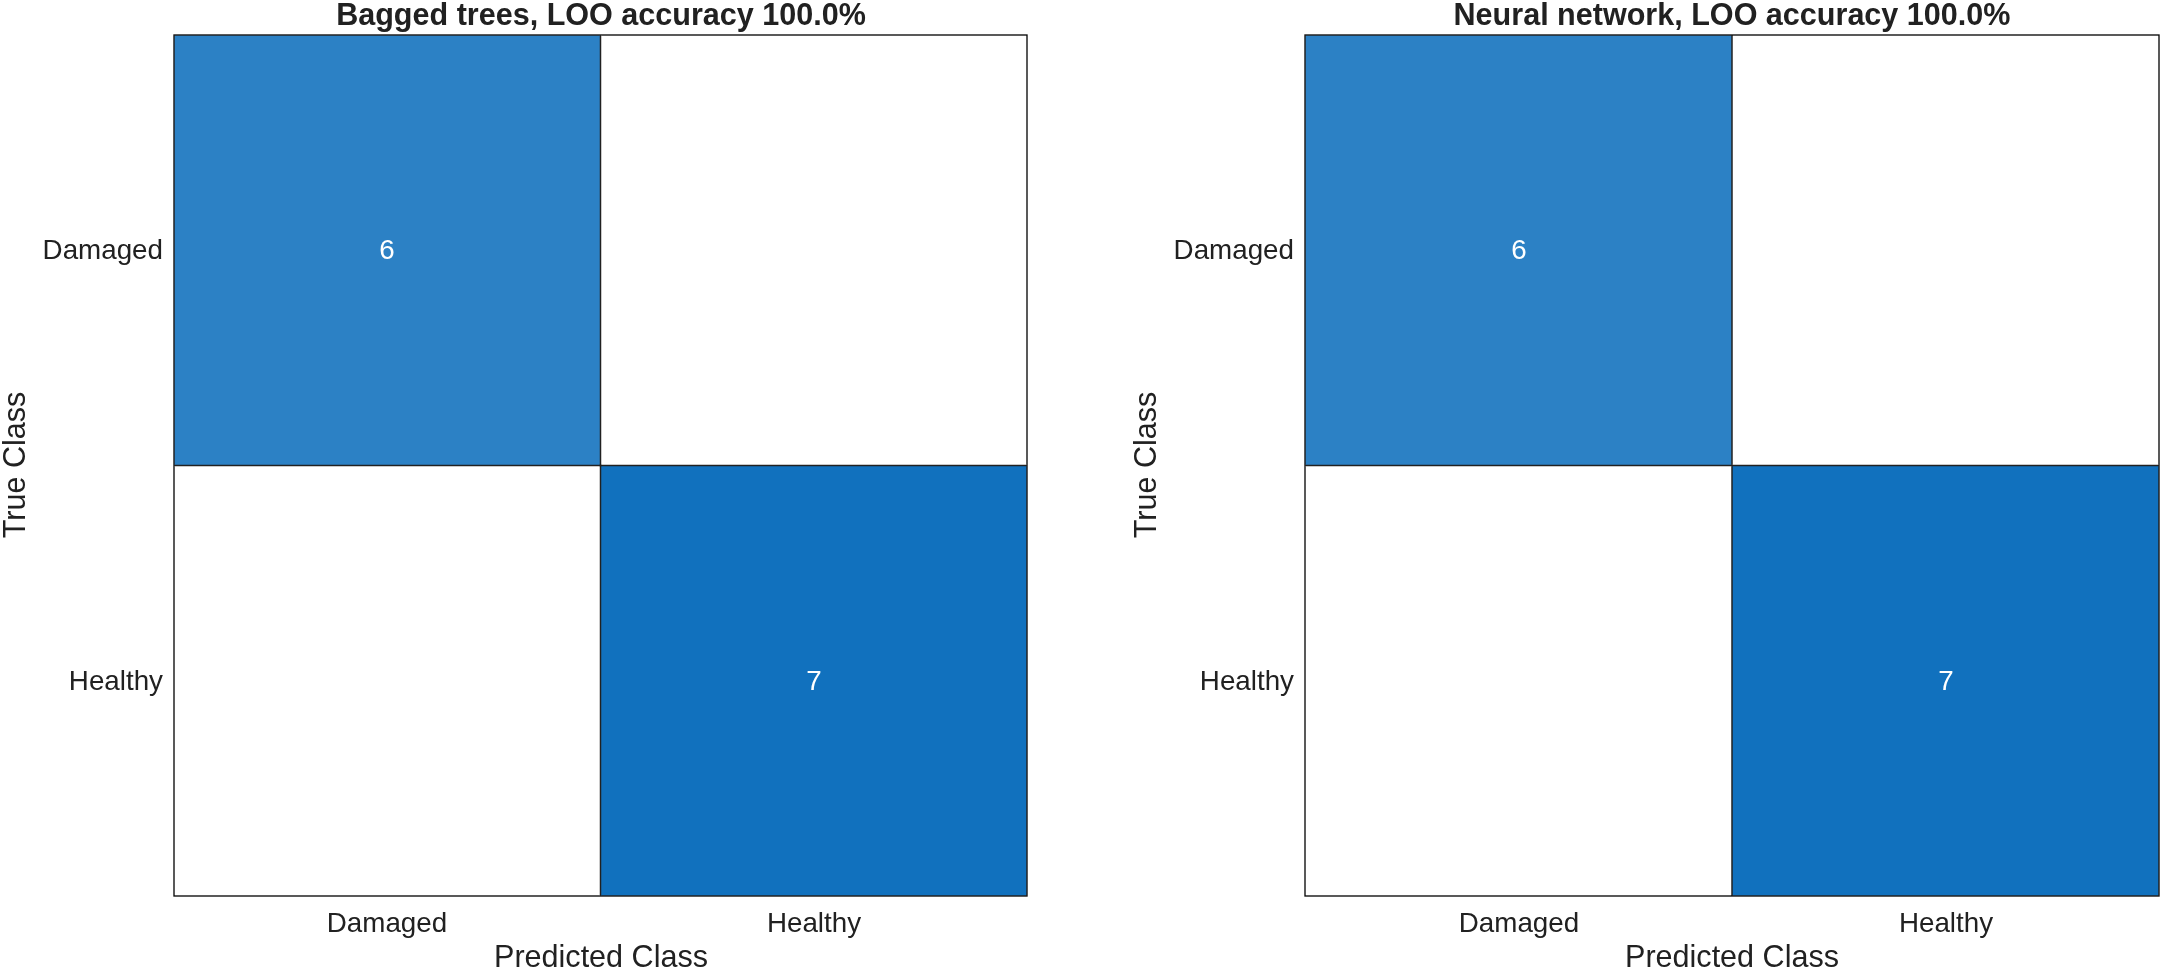 Bagged trees, LOO accuracy 100.0%
True Class
Damaged
6
Healthy
7
Damaged Healthy
Predicted Class
Neural network, LOO accuracy 100.0%
True Class
Damaged
6
Healthy
7
Damaged Healthy
Predicted Class